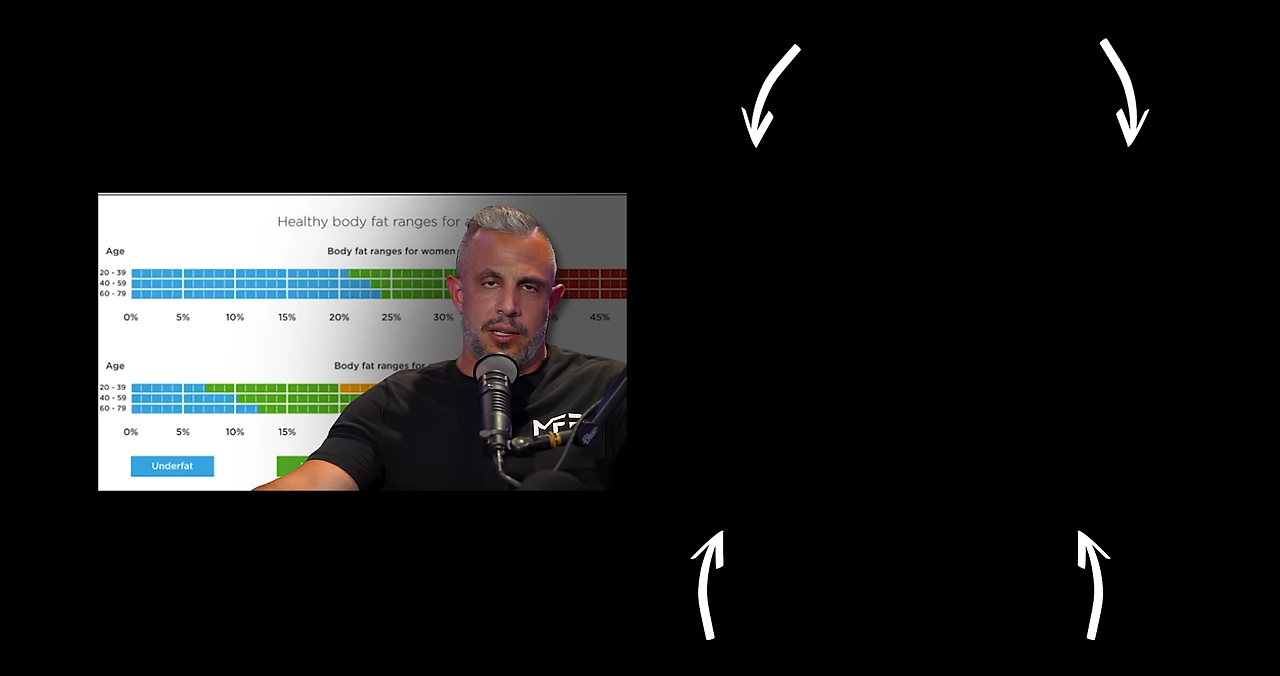 Healthy body fat ranges for
Age
Body fat ranges for women
20 - 39
40 - 59
60 - 79
0% 5% 10% 15% 20% 25% 30% 45%
Age
Body fat ranges for
20 - 39
40 - 59
60 - 79
0% 5% 10% 15%
Underfat